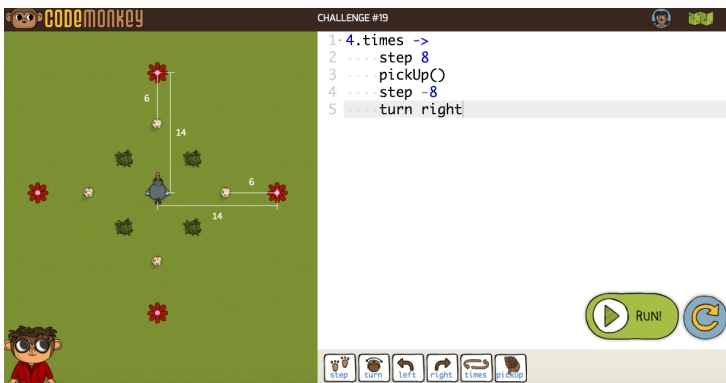 CODEMONKEY
CHALLENGE #19
1 4.times ->
2 ····step 8
3 ····pickUp()
4 ····step -8
5 ····turn right
6
14
6
14
RUN!
step
turn
left
right
times
pickUp